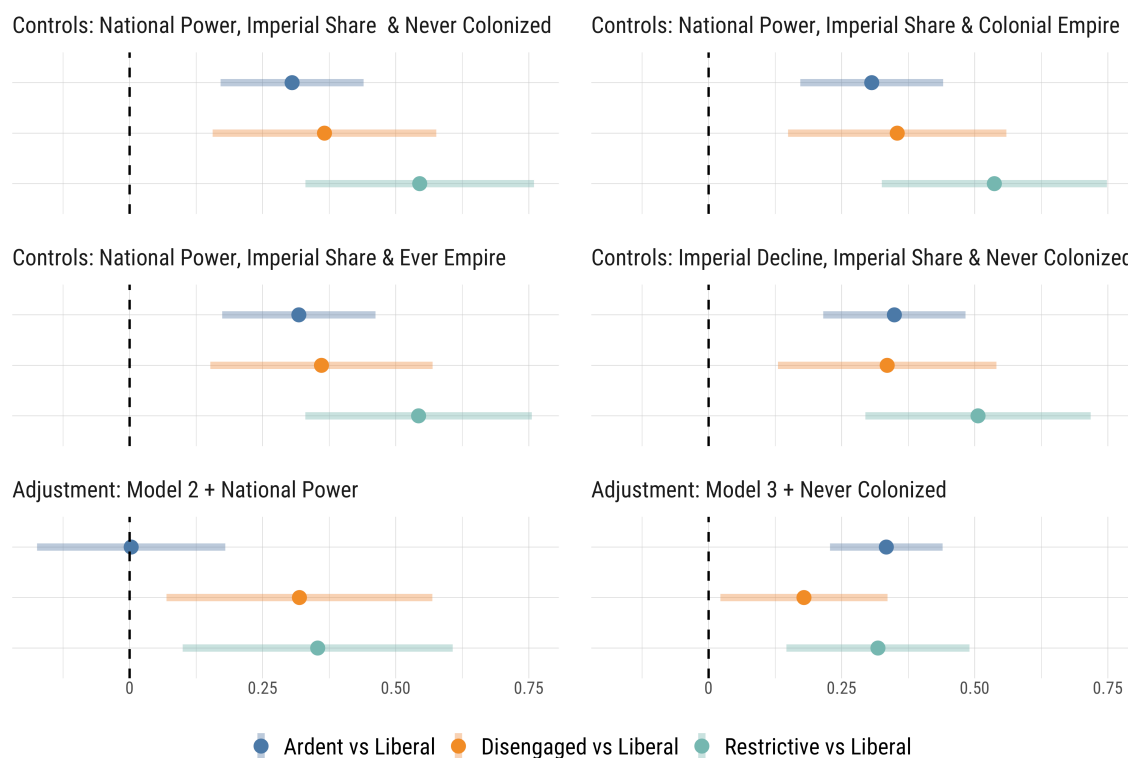 Controls: National Power, Imperial Share  & Never Colonized
Controls: National Power, Imperial Share & Colonial Empire
Controls: National Power, Imperial Share & Ever Empire
Controls: Imperial Decline, Imperial Share & Never Colonized
Adjustment: Model 2 + National Power
Adjustment: Model 3 + Never Colonized
0 0.25 0.50 0.75
0 0.25 0.50 0.75
Ardent vs Liberal Disengaged vs Liberal Restrictive vs Liberal